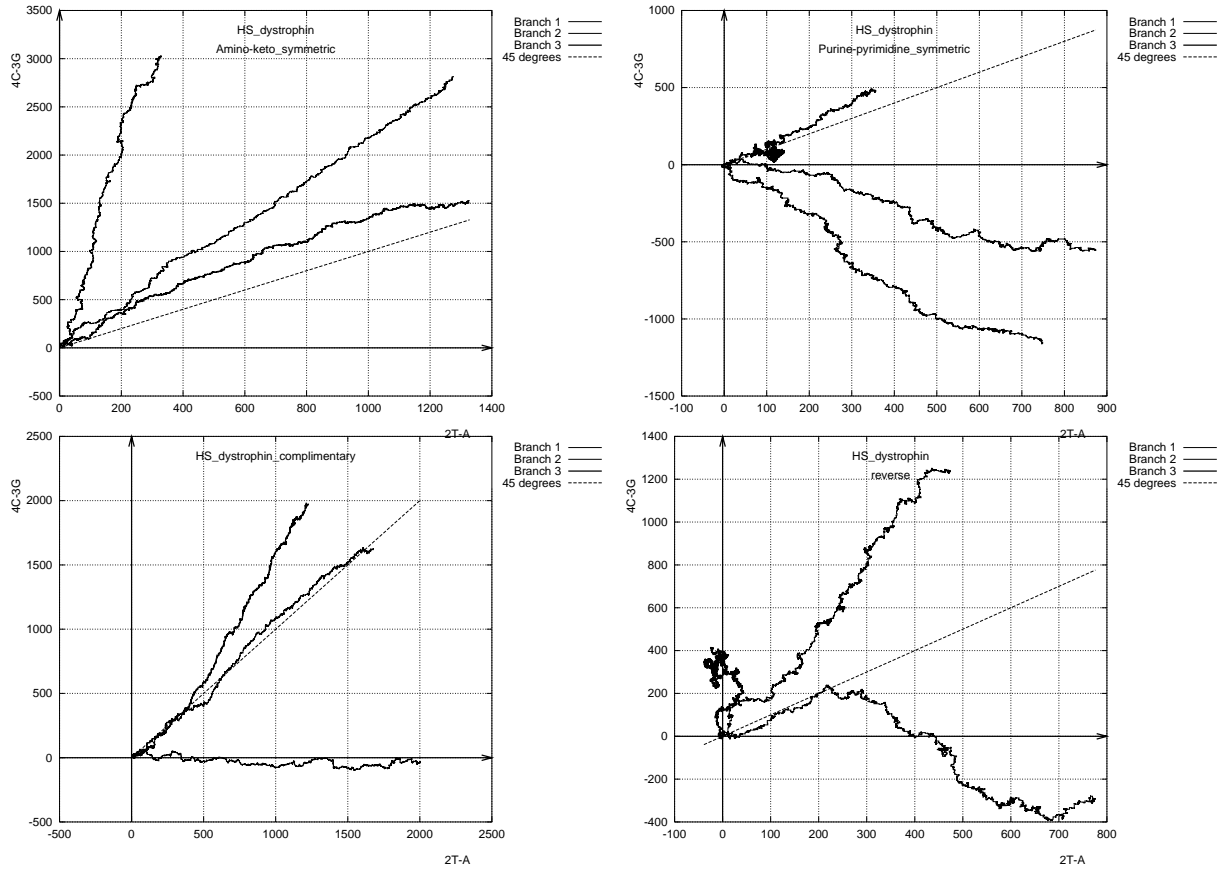 HS_dystrophin
Amino-keto_symmetric
4C-3G
2T-A
Branch 1
Branch 2
Branch 3
45 degrees
3500
3000
2500
2000
1500
1000
500
0
-500
0 200 400 600 800 1000 1200 1400
HS_dystrophin
Purine-pyrimidine_symmetric
4C-3G
2T-A
Branch 1
Branch 2
Branch 3
45 degrees
1000
500
0
-500
-1000
-1500
-100 0 100 200 300 400 500 600 700 800 900
HS_dystrophin_complimentary
4C-3G
2T-A
Branch 1
Branch 2
Branch 3
45 degrees
2500
2000
1500
1000
500
0
-500
-500 0 500 1000 1500 2000 2500
HS_dystrophin
reverse
4C-3G
2T-A
Branch 1
Branch 2
Branch 3
45 degrees
1400
1200
1000
800
600
400
200
0
-200
-400
-100 0 100 200 300 400 500 600 700 800